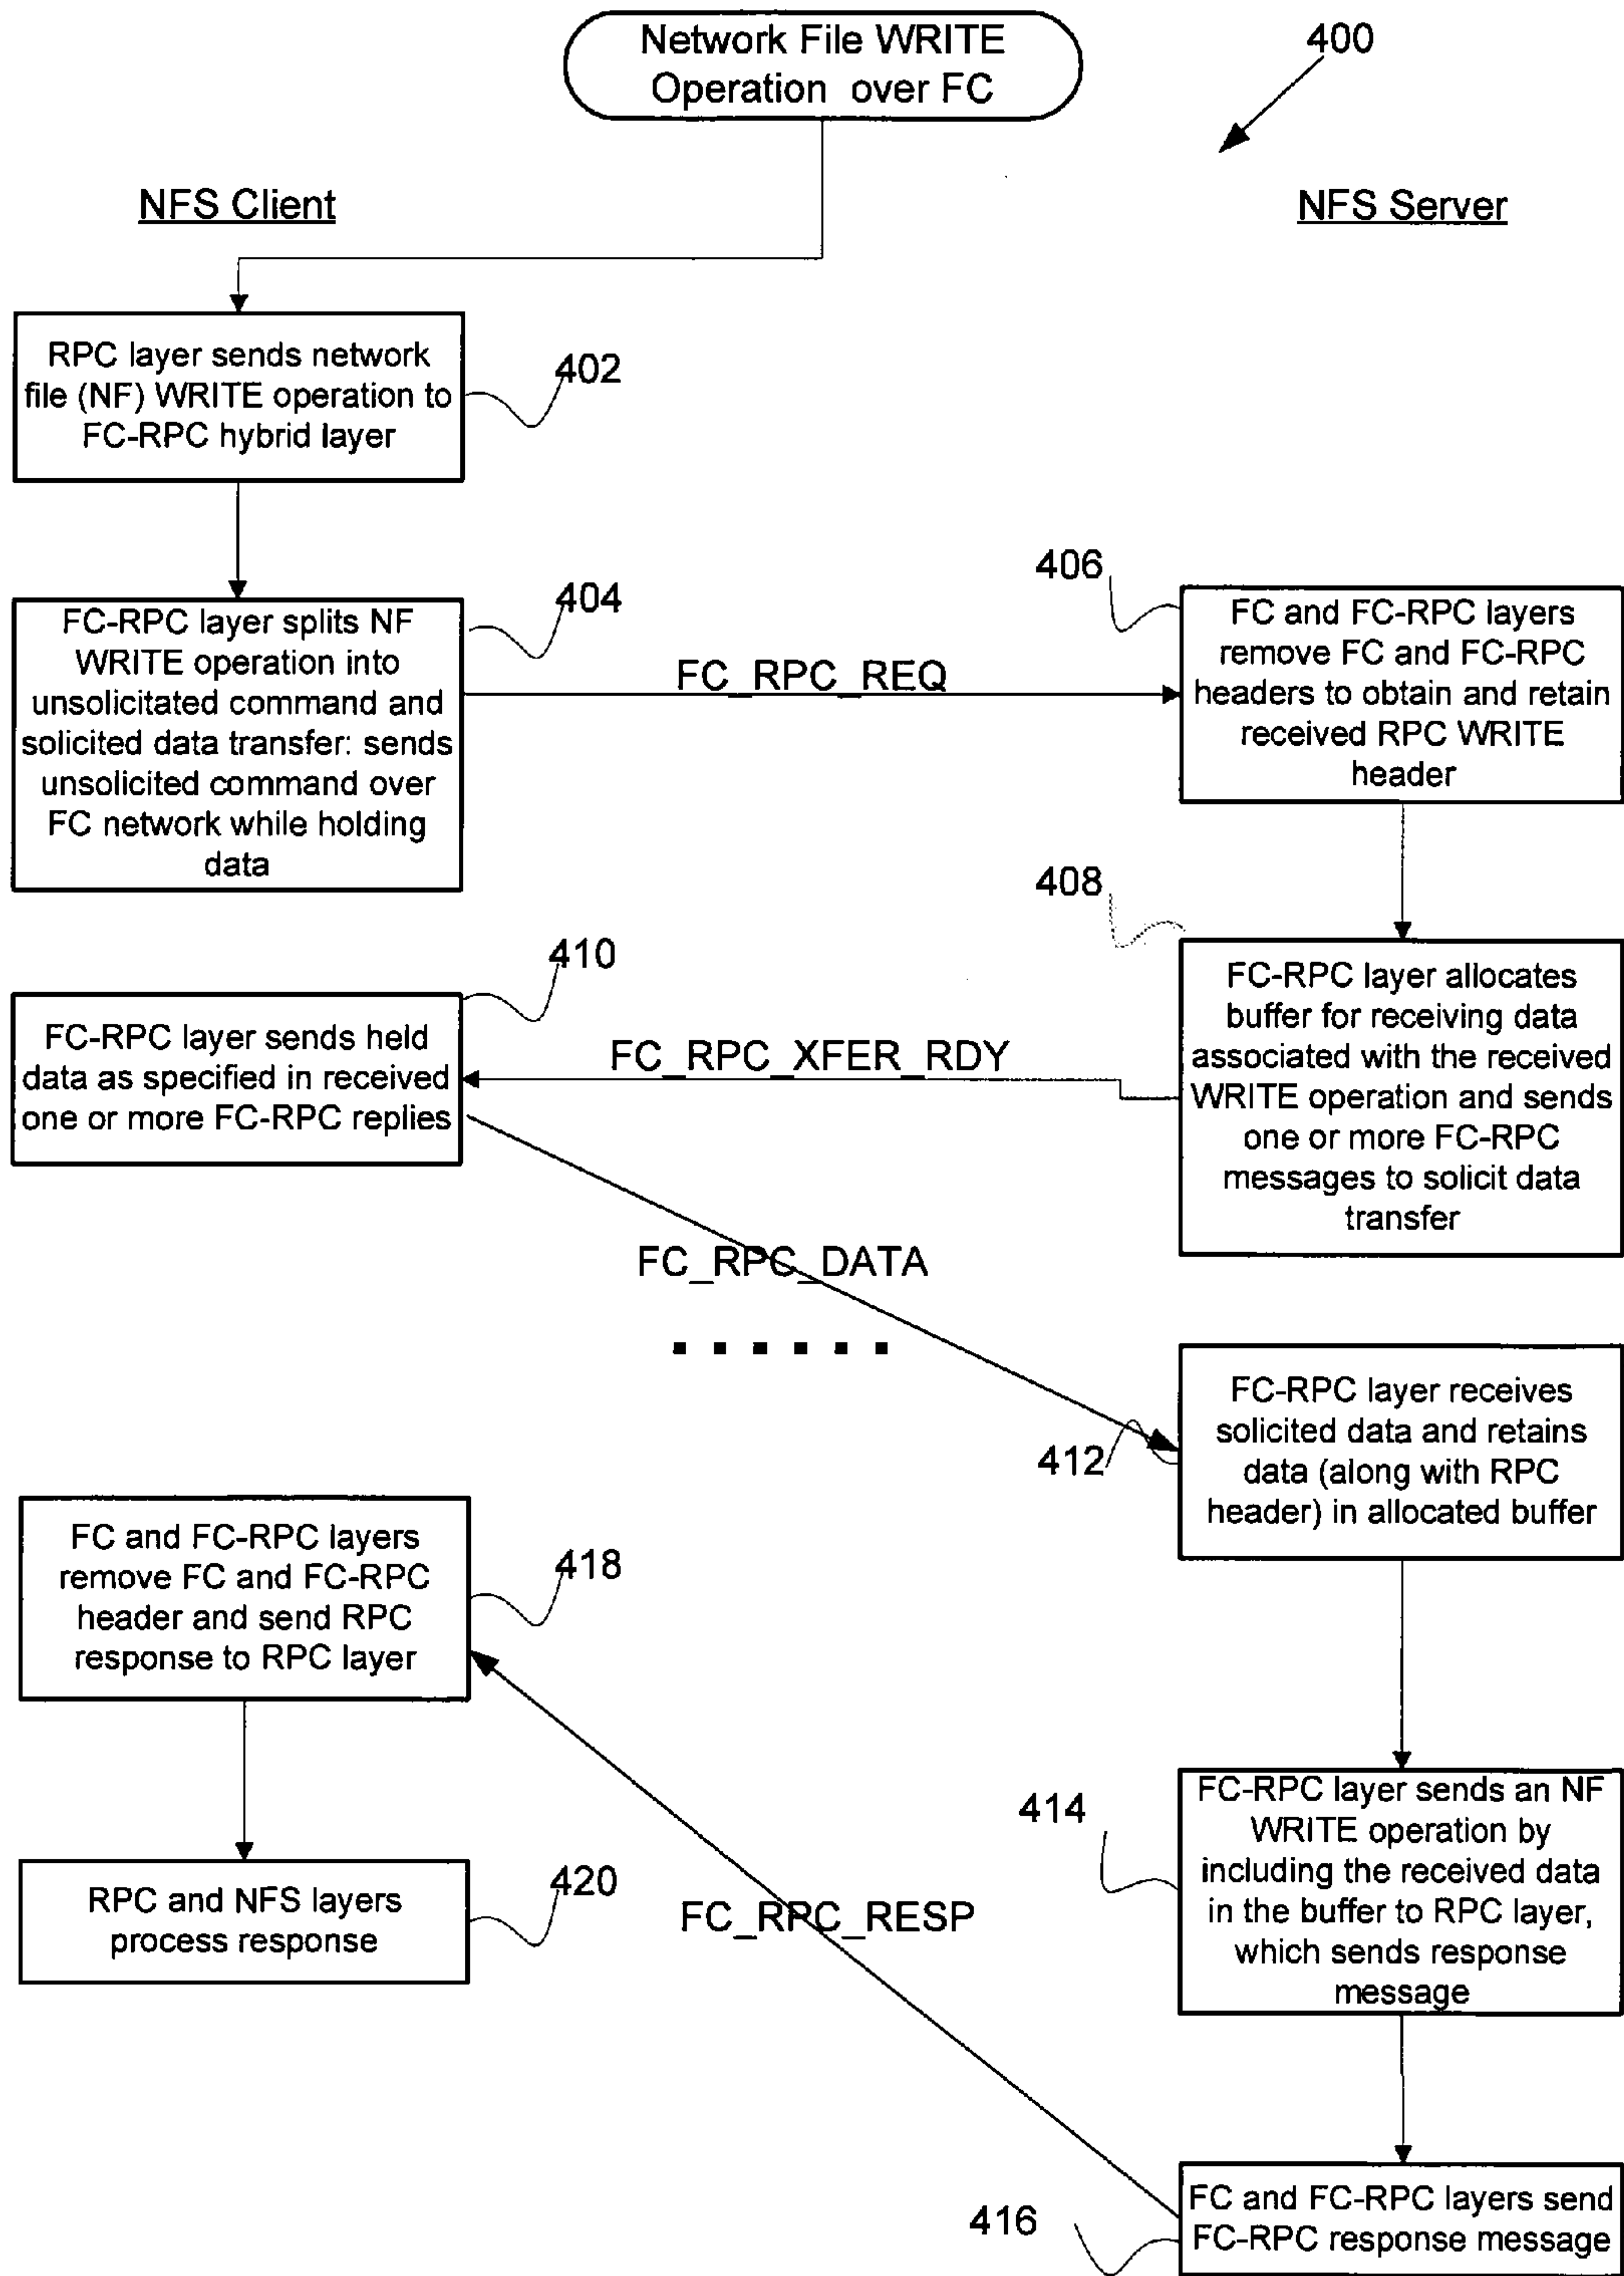 Network File WRITE
Operation over FC
400
NFS Client
NFS Server
RPC layer sends network
file (NF) WRITE operation to
FC-RPC hybrid layer
402
FC-RPC layer splits NF
WRITE operation into
unsolicitated command and
solicited data transfer: sends
unsolicited command over
FC network while holding
data
404
FC_RPC_REQ
406
FC and FC-RPC layers
remove FC and FC-RPC
headers to obtain and retain
received RPC WRITE
header
408
FC-RPC layer allocates
buffer for receiving data
associated with the received
WRITE operation and sends
one or more FC-RPC
messages to solicit data
transfer
FC_RPC_XFER_RDY
410
FC-RPC layer sends held
data as specified in received
one or more FC-RPC replies
FC_RPC_DATA
......
412
FC-RPC layer receives
solicited data and retains
data (along with RPC
header) in allocated buffer
414
FC-RPC layer sends an NF
WRITE operation by
including the received data
in the buffer to RPC layer,
which sends response
message
416
FC and FC-RPC layers send
FC-RPC response message
FC_RPC_RESP
FC and FC-RPC layers
remove FC and FC-RPC
header and send RPC
response to RPC layer
418
RPC and NFS layers
process response
420